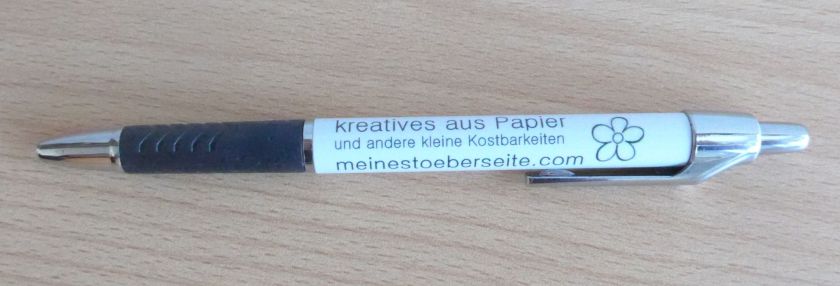 kreatives aus Papier
und andere kleine Kostbarkeiten
meinestoeberseite.com